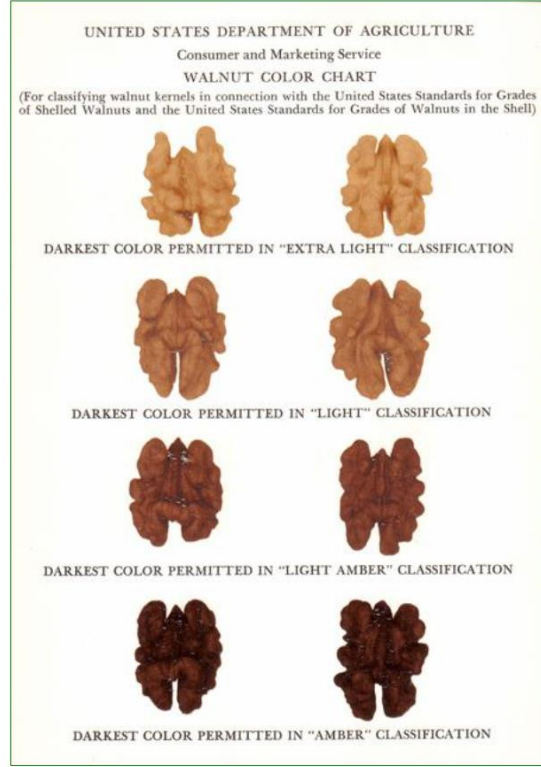 UNITED STATES DEPARTMENT OF AGRICULTURE
Consumer and Marketing Service
WALNUT COLOR CHART
(For classifying walnut kernels in connection with the United States Standards for Grades
of Shelled Walnuts and the United States Standards for Grades of Walnuts in the Shell)
DARKEST COLOR PERMITTED IN "EXTRA LIGHT" CLASSIFICATION
DARKEST COLOR PERMITTED IN "LIGHT" CLASSIFICATION
DARKEST COLOR PERMITTED IN "LIGHT AMBER" CLASSIFICATION
DARKEST COLOR PERMITTED IN "AMBER" CLASSIFICATION